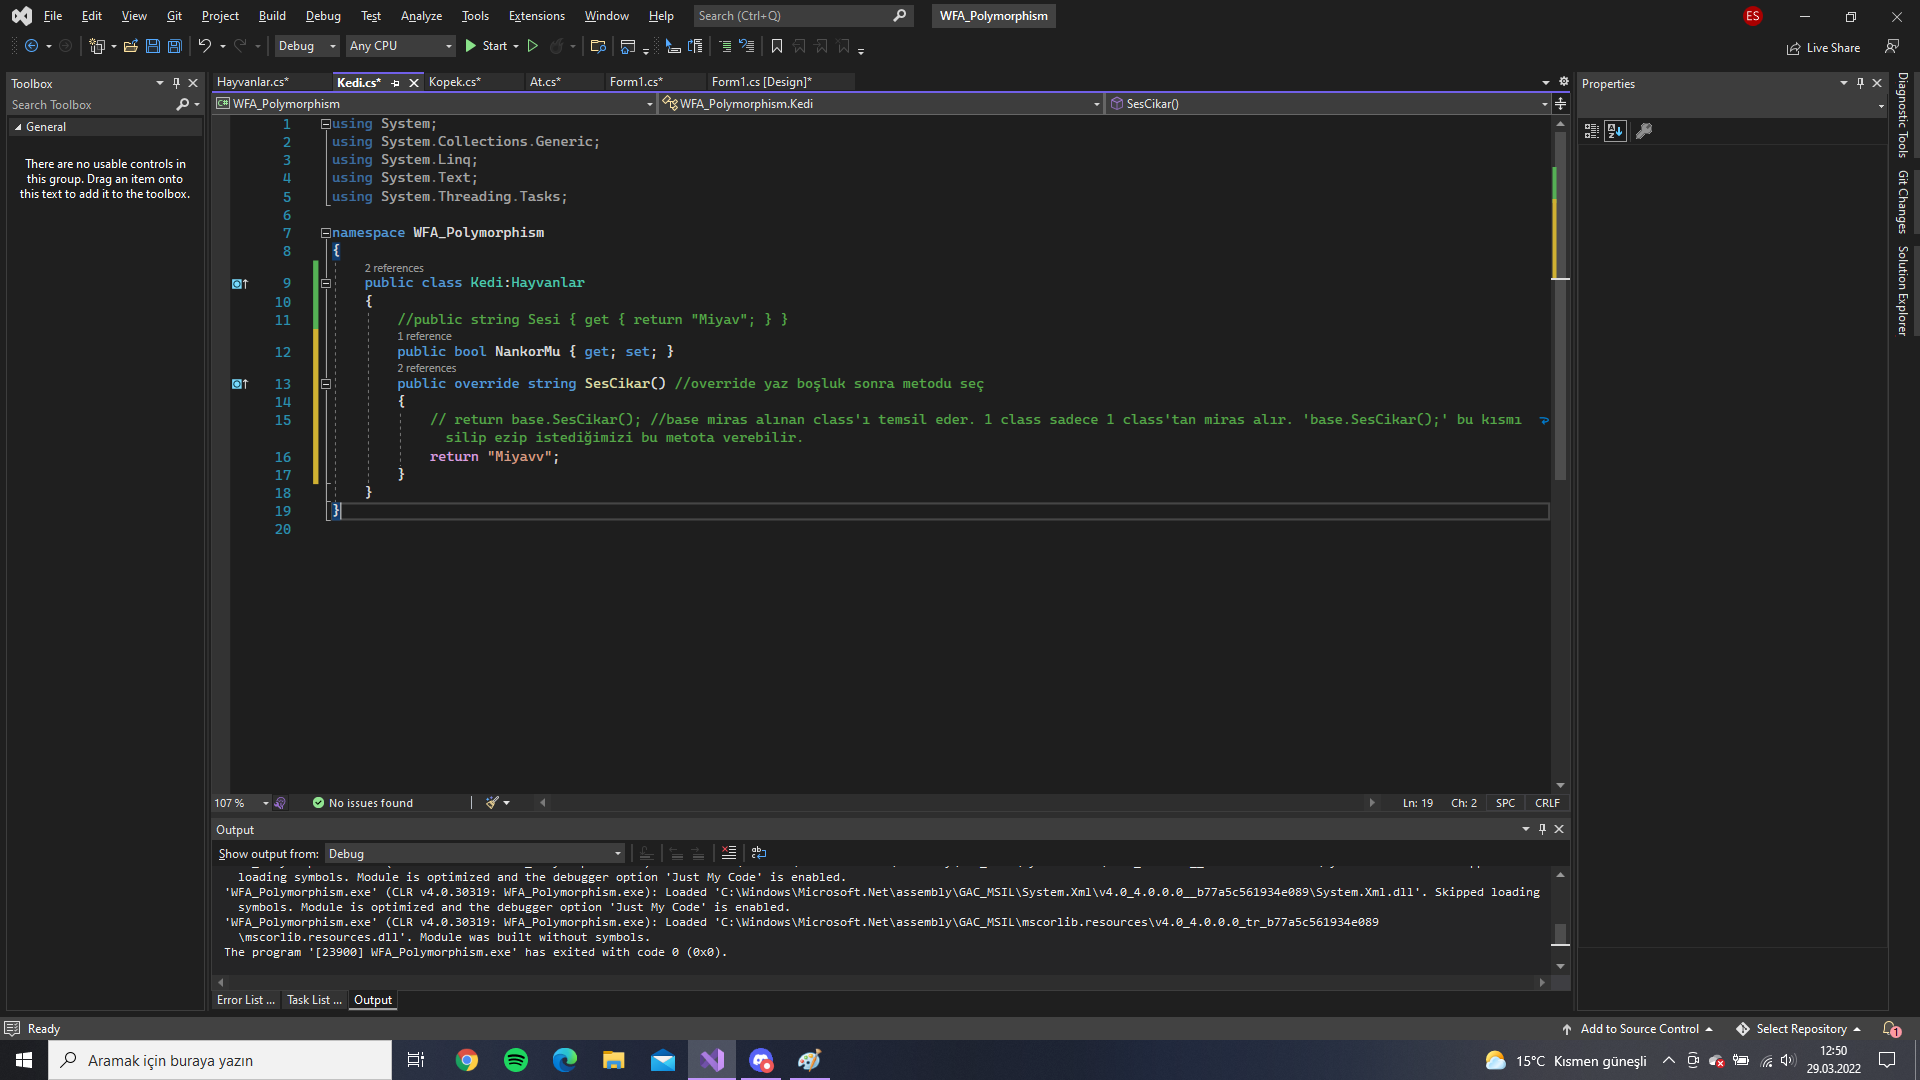 File Edit View Git Project Build Debug Test Analyze Tools Extensions Window Help Search (Ctrl+Q) WFA_Polymorphism ES
Debug Any CPU Start Live Share
Toolbox
Search Toolbox
General
There are no usable controls in
this group. Drag an item onto
this text to add it to the toolbox.
Hayvanlar.cs* Kedi.cs* Kopek.cs* At.cs* Form1.cs* Form1.cs [Design]*
WFA_Polymorphism WFA_Polymorphism.Kedi SesCikar()
1 using System;
2 using System.Collections.Generic;
3 using System.Linq;
4 using System.Text;
5 using System.Threading.Tasks;
6
7 namespace WFA_Polymorphism
8 {
2 references
9 public class Kedi:Hayvanlar
10 {
11 //public string Sesi { get { return "Miyav"; } }
1 reference
12 public bool NankorMu { get; set; }
2 references
13 public override string SesCikar() //override yaz boşluk sonra metodu seç
14 {
15 // return base.SesCikar(); //base miras alınan class'ı temsil eder. 1 class sadece 1 class'tan miras alır. 'base.SesCikar();' bu kısmı
silip ezip istediğimizi bu metota verebilir.
16 return "Miyavv";
17 }
18 }
19 }
20
107 % No issues found Ln: 19 Ch: 2 SPC CRLF
Output
Show output from: Debug
loading symbols. Module is optimized and the debugger option 'Just My Code' is enabled.
'WFA_Polymorphism.exe' (CLR v4.0.30319: WFA_Polymorphism.exe): Loaded 'C:\Windows\Microsoft.Net\assembly\GAC_MSIL\System.Xml\v4.0_4.0.0.0__b77a5c561934e089\System.Xml.dll'. Skipped loading
symbols. Module is optimized and the debugger option 'Just My Code' is enabled.
'WFA_Polymorphism.exe' (CLR v4.0.30319: WFA_Polymorphism.exe): Loaded 'C:\Windows\Microsoft.Net\assembly\GAC_MSIL\mscorlib.resources\v4.0_4.0.0.0_tr_b77a5c561934e089
\mscorlib.resources.dll'. Module was built without symbols.
The program '[23900] WFA_Polymorphism.exe' has exited with code 0 (0x0).
Error List ... Task List ... Output
Properties
Diagnostic Tools
Git Changes
Solution Explorer
Ready Add to Source Control Select Repository 1
Aramak için buraya yazın 15°C Kısmen güneşli 12:50
29.03.2022